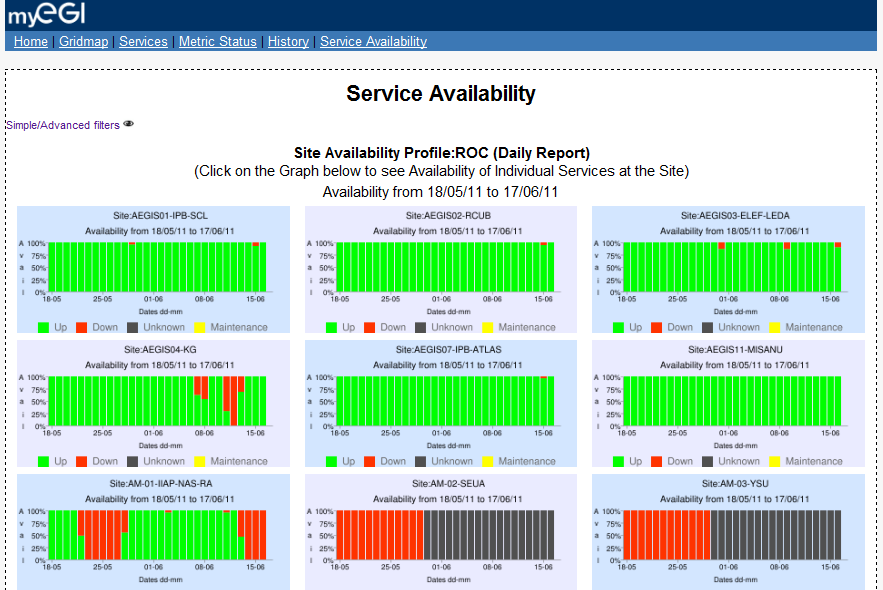 myEGI
Home | Gridmap | Services | Metric Status | History | Service Availability
Service Availability
Simple/Advanced filters
Site Availability Profile:ROC (Daily Report)
(Click on the Graph below to see Availability of Individual Services at the Site)
Availability from 18/05/11 to 17/06/11
Site:AEGIS01-IPB-SCL
Availability from 18/05/11 to 17/06/11
A 100%
v 75%
a 50%
i 25%
l 0%
18-05 25-05 01-06 08-06 15-06
Dates dd-mm
Up Down Unknown Maintenance
Site:AEGIS02-RCUB
Availability from 18/05/11 to 17/06/11
A 100%
v 75%
a 50%
i 25%
l 0%
18-05 25-05 01-06 08-06 15-06
Dates dd-mm
Up Down Unknown Maintenance
Site:AEGIS03-ELEF-LEDA
Availability from 18/05/11 to 17/06/11
A 100%
v 75%
a 50%
i 25%
l 0%
18-05 25-05 01-06 08-06 15-06
Dates dd-mm
Up Down Unknown Maintenance
Site:AEGIS04-KG
Availability from 18/05/11 to 17/06/11
A 100%
v 75%
a 50%
i 25%
l 0%
18-05 25-05 01-06 08-06 15-06
Dates dd-mm
Up Down Unknown Maintenance
Site:AEGIS07-IPB-ATLAS
Availability from 18/05/11 to 17/06/11
A 100%
v 75%
a 50%
i 25%
l 0%
18-05 25-05 01-06 08-06 15-06
Dates dd-mm
Up Down Unknown Maintenance
Site:AEGIS11-MISANU
Availability from 18/05/11 to 17/06/11
A 100%
v 75%
a 50%
i 25%
l 0%
18-05 25-05 01-06 08-06 15-06
Dates dd-mm
Up Down Unknown Maintenance
Site:AM-01-IIAP-NAS-RA
Availability from 18/05/11 to 17/06/11
A 100%
v 75%
a 50%
i 25%
l 0%
18-05 25-05 01-06 08-06 15-06
Dates dd-mm
Site:AM-02-SEUA
Availability from 18/05/11 to 17/06/11
A 100%
v 75%
a 50%
i 25%
l 0%
18-05 25-05 01-06 08-06 15-06
Dates dd-mm
Site:AM-03-YSU
Availability from 18/05/11 to 17/06/11
A 100%
v 75%
a 50%
i 25%
l 0%
18-05 25-05 01-06 08-06 15-06
Dates dd-mm